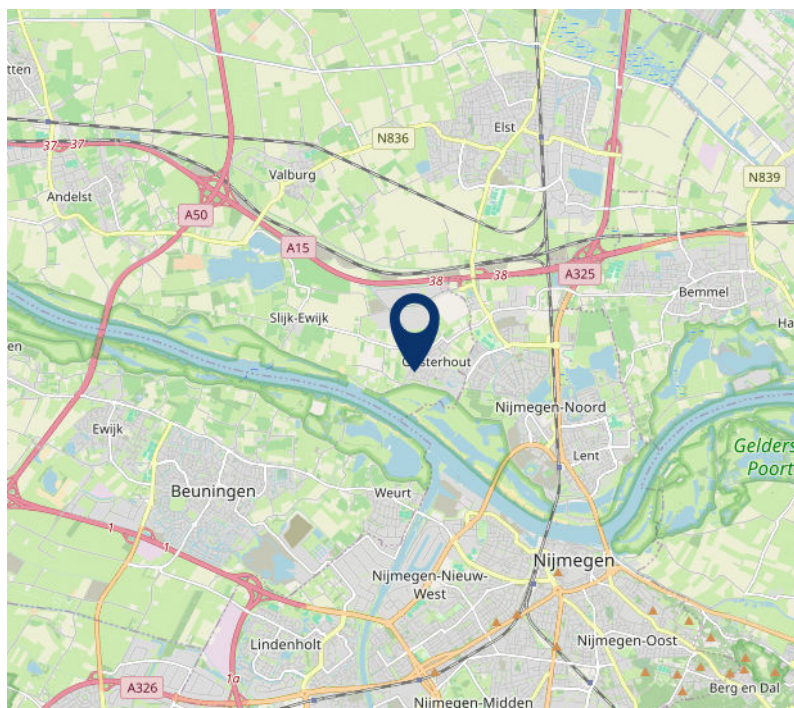 tten
Elst
N836
37
37
Valburg
N839
Andelst
A50
A15
38
38
A325
Bemmel
Slijk-Ewijk
Ha
en
Oosterhout
Nijmegen-Noord
Ewijk
Gelders
Poort
Lent
Beuningen
Weurt
1
1
Nijmegen
Nijmegen-Nieuw-
West
Lindenholt
Nijmegen-Oost
1a
A326
Berg en Dal
Nijmegen-Midden